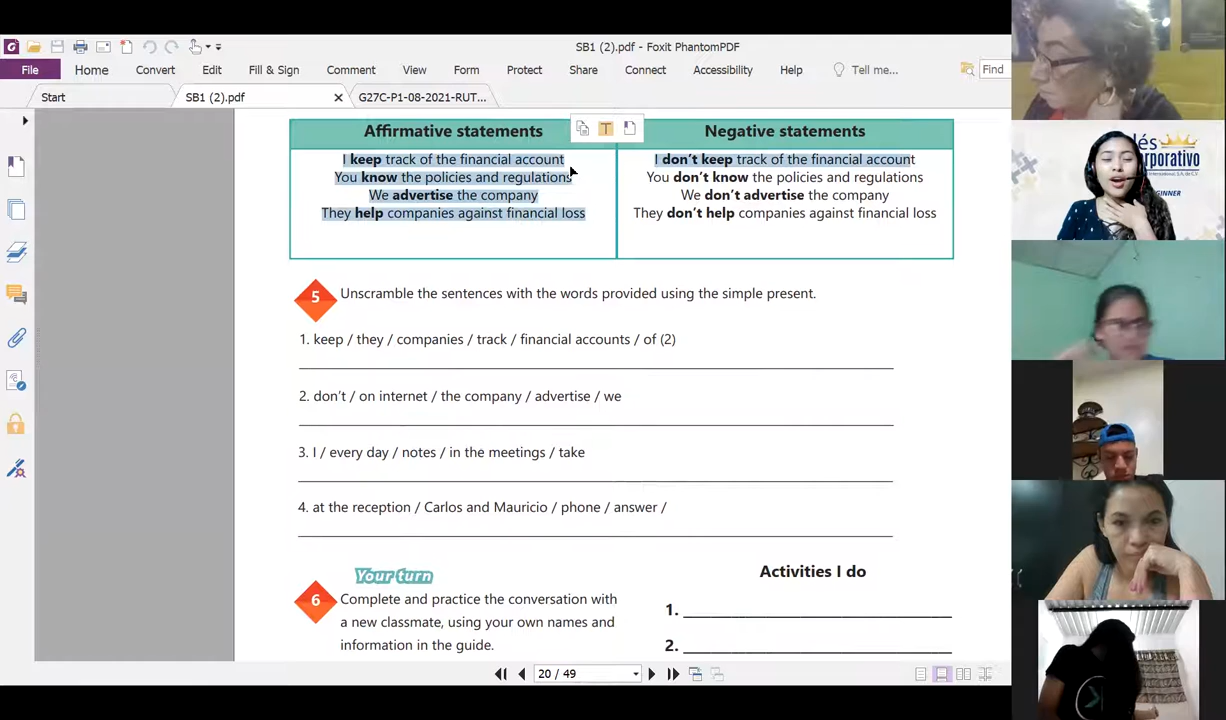 SB1 (2).pdf - Foxit PhantomPDF
File Home Convert Edit Fill & Sign Comment View Form Protect Share Connect Accessibility Help Tell me... Find
Start SB1 (2).pdf G27C-P1-08-2021-RUT...
Affirmative statements
I keep track of the financial account
You know the policies and regulations
We advertise the company
They help companies against financial loss
Negative statements
I don't keep track of the financial account
You don't know the policies and regulations
We don't advertise the company
They don't help companies against financial loss
5 Unscramble the sentences with the words provided using the simple present.
1. keep / they / companies / track / financial accounts / of (2)
2. don't / on internet / the company / advertise / we
3. I / every day / notes / in the meetings / take
4. at the reception / Carlos and Mauricio / phone / answer /
Your turn
6 Complete and practice the conversation with
a new classmate, using your own names and
information in the guide.
Activities I do
1.
2.
20 / 49